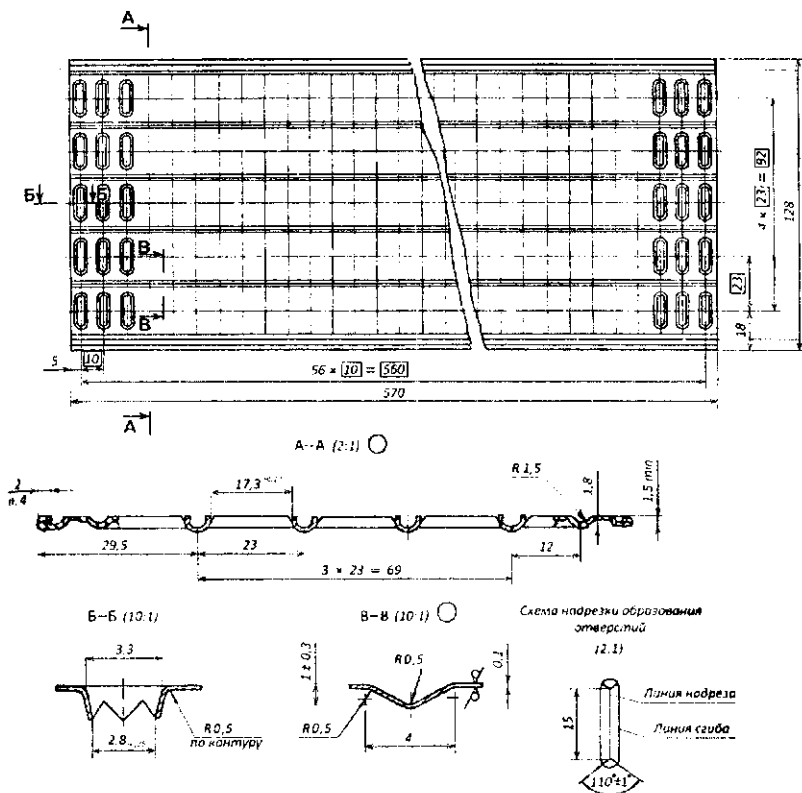 А
Б
Б
В
В
4 × 23 = 92
128
23
18
5
10
56 × 10 = 560
570
А
А–А (2:1)
R1,5
1,8
1,5 min
17,3
29,5
23
12
3 × 23 = 69
Б–Б (10:1)
3,3
R0,5
по контуру
2,8
В–В (10:1)
1 ± 0,3
R0,5
0,1
R0,5
4
Схема надрезки образования
отверстий
(2:1)
Линия надреза
Линия сгиба
15
110°±1°